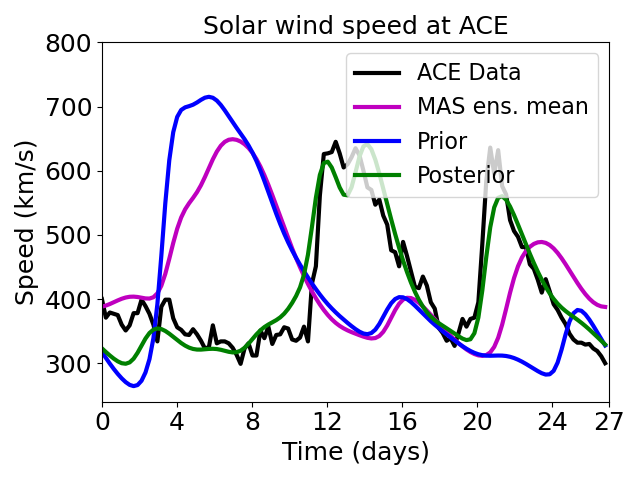 Solar wind speed at ACE
800
700
600
500
400
300
Speed (km/s)
ACE Data
MAS ens. mean
Prior
Posterior
0 4 8 12 16 20 24 27
Time (days)